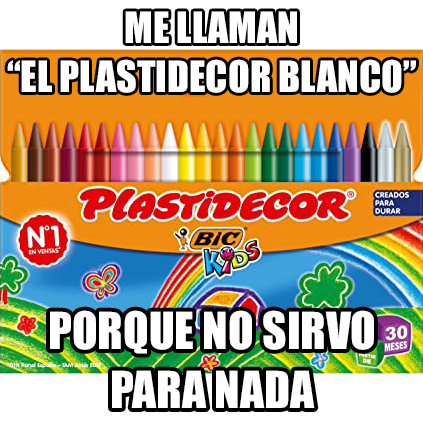 ME LLAMAN
“EL PLASTIDECOR BLANCO”
PLASTIDECOR®
CREADOS
PARA
DURAR
Nº1
EN VENTAS*
BIC
KIDS
PORQUE NO SIRVO
30
MESES
PARA NADA